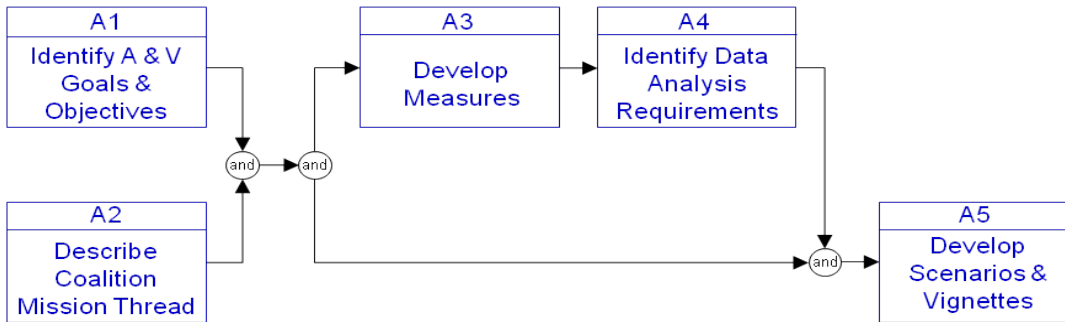 A1
Identify A & V
Goals &
Objectives
A3
Develop
Measures
A4
Identify Data
Analysis
Requirements
and
and
A2
Describe
Coalition
Mission Thread
and
A5
Develop
Scenarios &
Vignettes